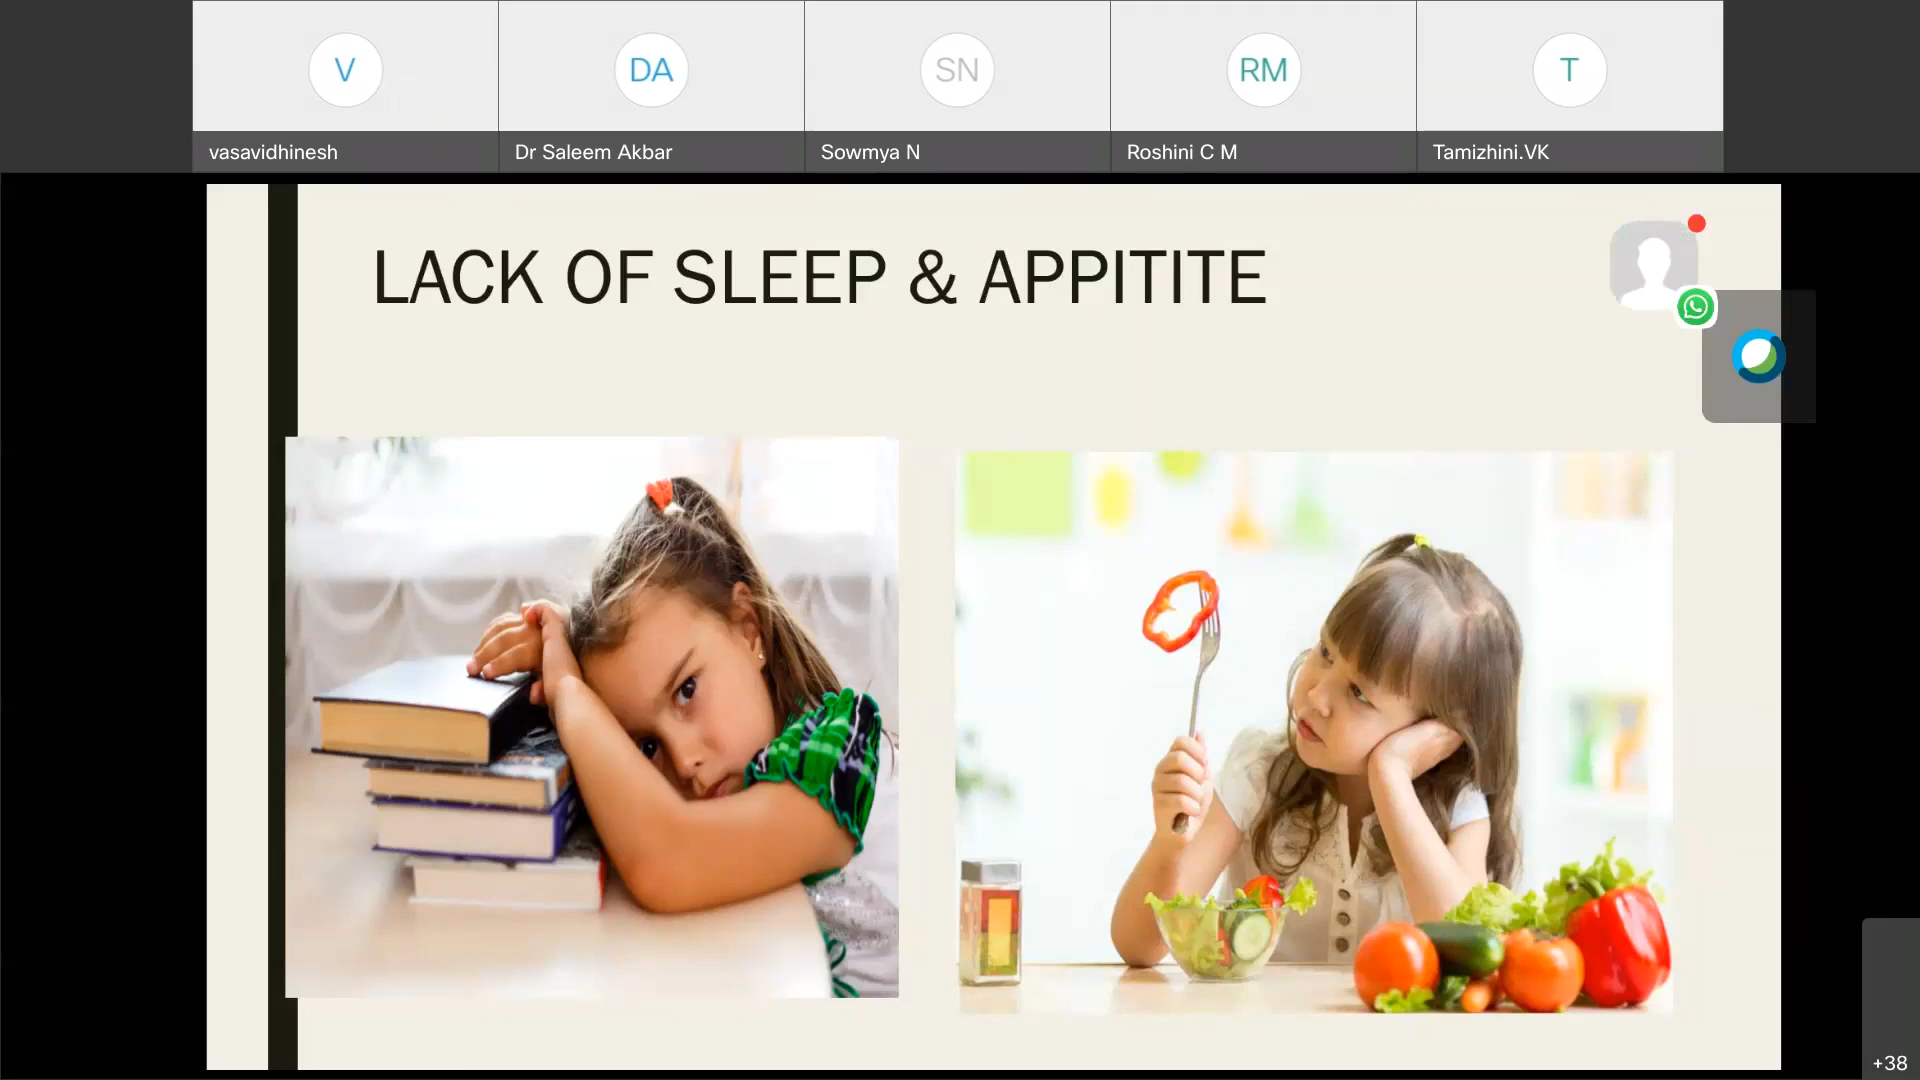 V
DA
SN
RM
T
vasavidhinesh
Dr Saleem Akbar
Sowmya N
Roshini C M
Tamizhini.VK
LACK OF SLEEP & APPITITE
+38